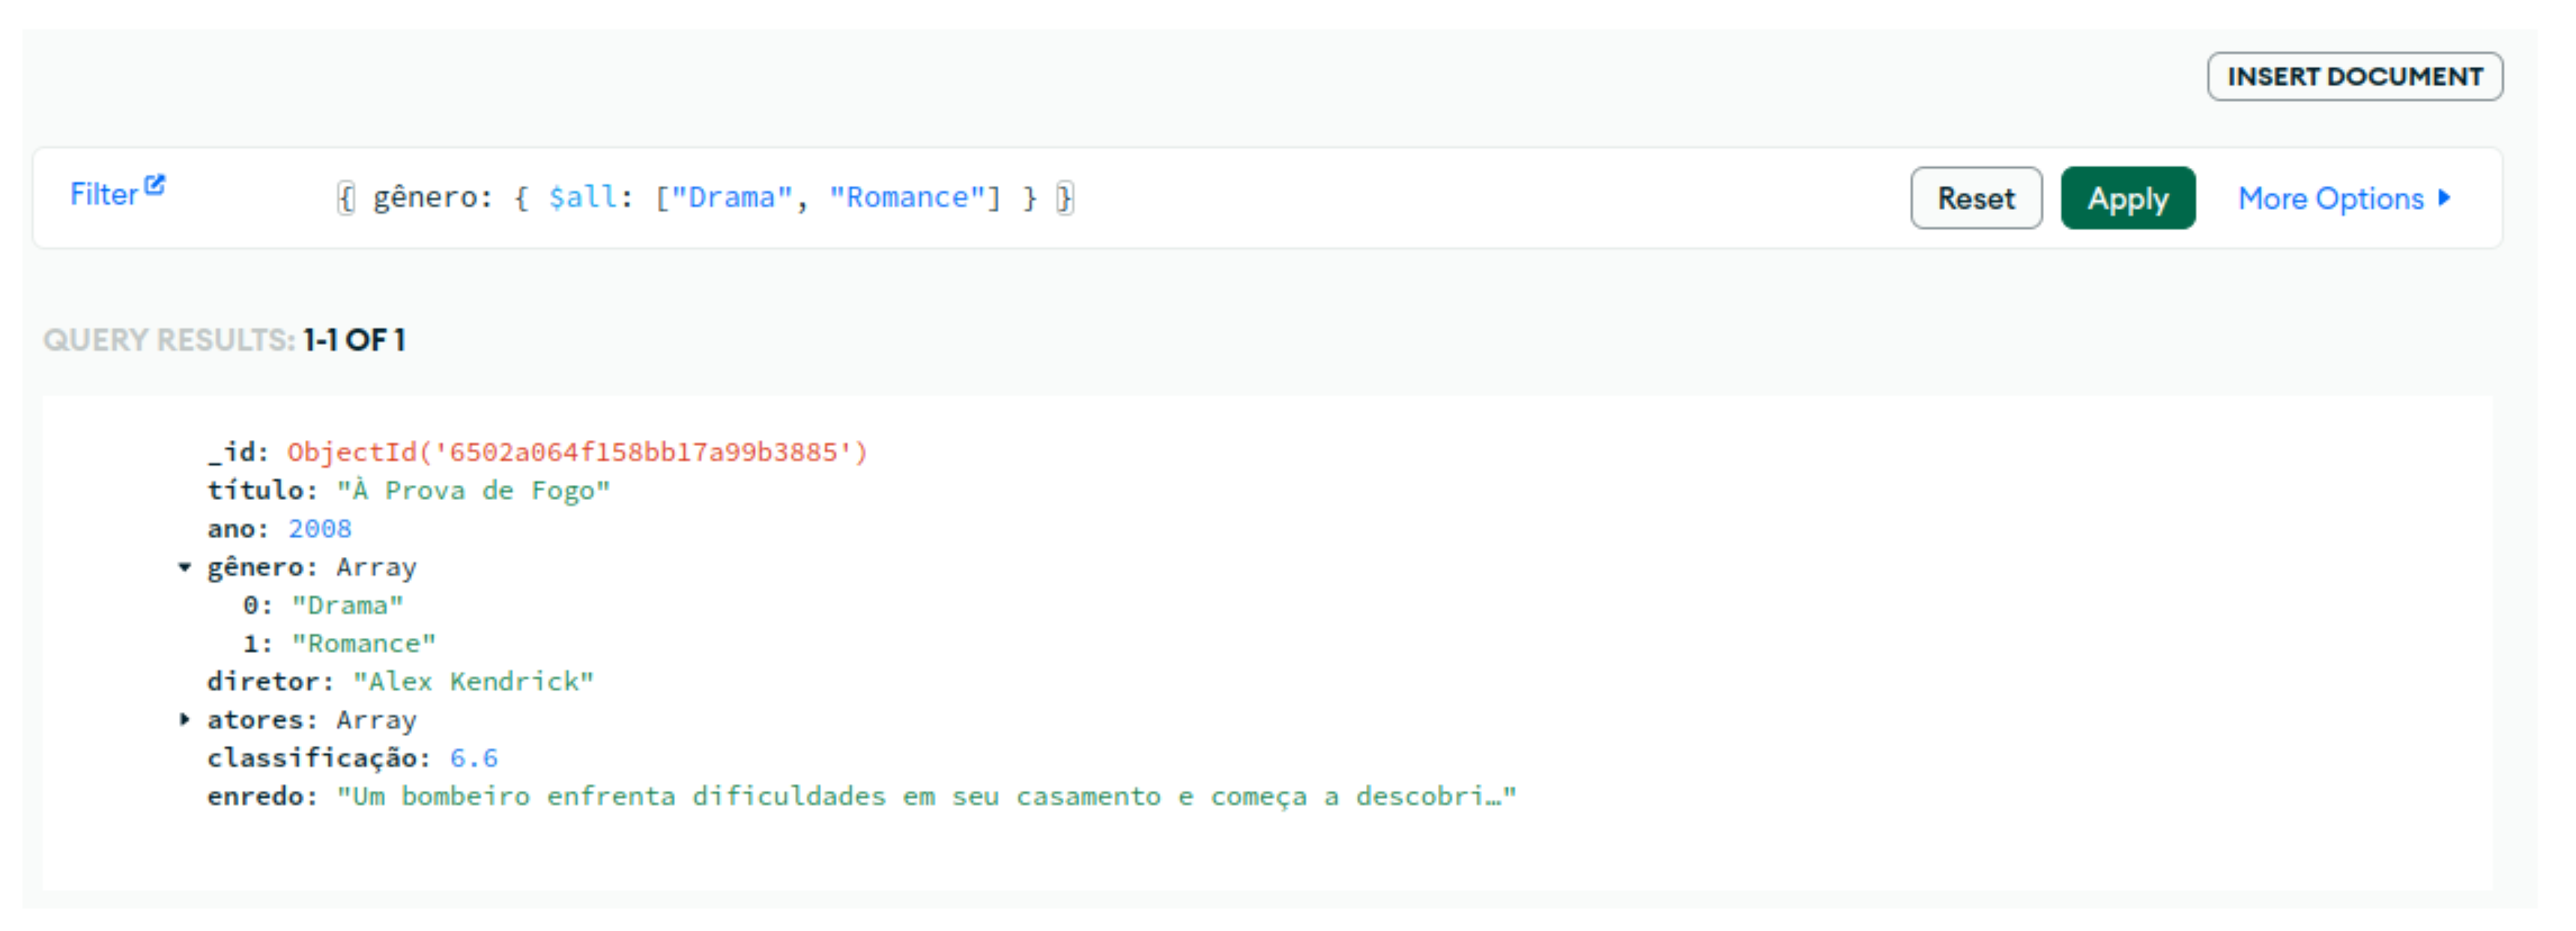 INSERT DOCUMENT
Filter { gênero: { $all: ["Drama", "Romance"] } } Reset Apply More Options
QUERY RESULTS: 1-1 OF 1
_id: ObjectId('6502a064f158bb17a99b3885')
título: "À Prova de Fogo"
ano: 2008
gênero: Array
0: "Drama"
1: "Romance"
diretor: "Alex Kendrick"
atores: Array
classificação: 6.6
enredo: "Um bombeiro enfrenta dificuldades em seu casamento e começa a descobri…"